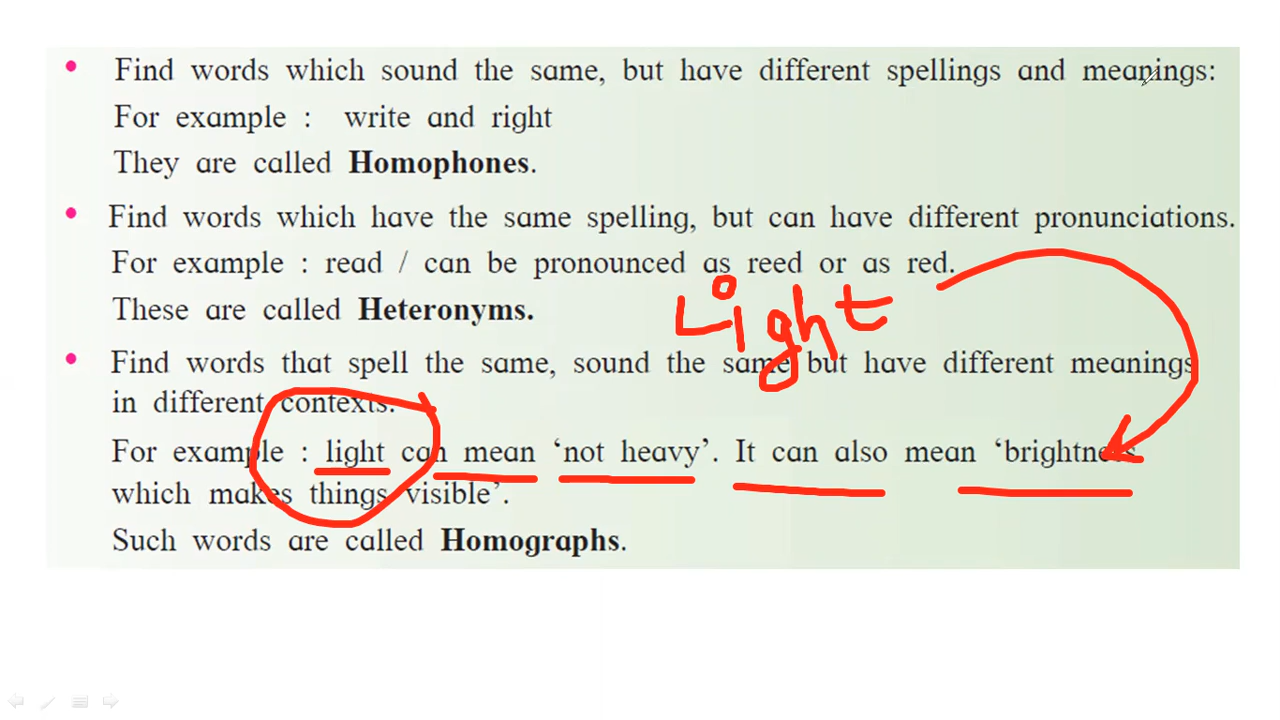 • Find words which sound the same, but have different spellings and meanings:
For example : write and right
They are called Homophones.
• Find words which have the same spelling, but can have different pronunciations.
For example : read / can be pronounced as reed or as red.
These are called Heteronyms.
Light
• Find words that spell the same, sound the same but have different meanings
in different contexts.
For example : light can mean ‘not heavy’. It can also mean ‘brightness
which makes things visible’.
Such words are called Homographs.